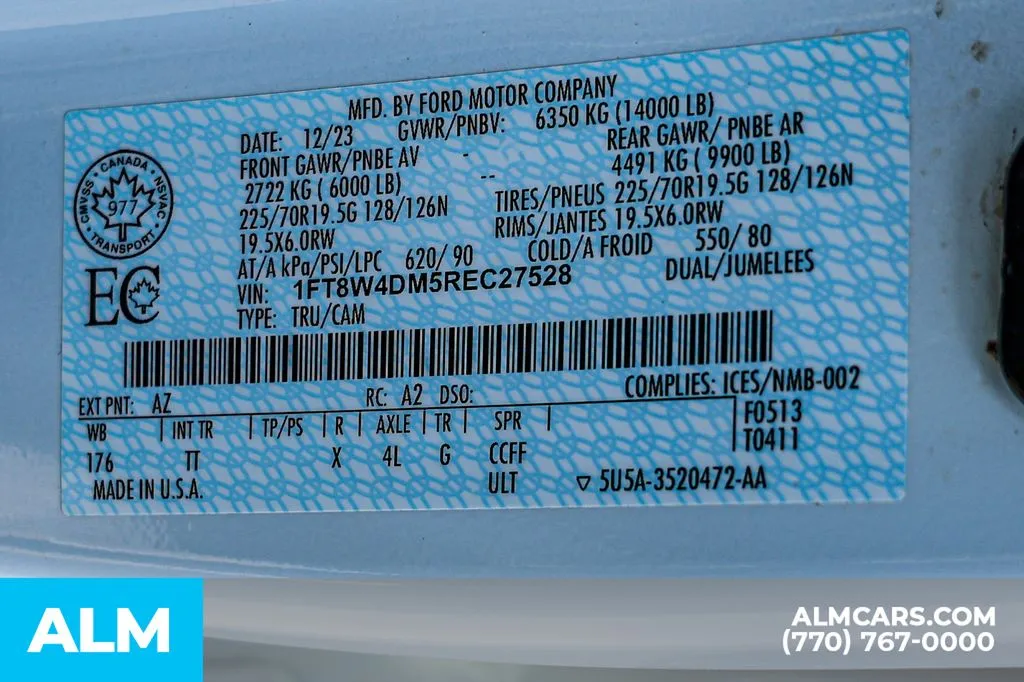 MFD. BY FORD MOTOR COMPANY
DATE: 12/23 GVWR/PNBV: 6350 KG (14000 LB)
FRONT GAWR/PNBE AV - REAR GAWR/ PNBE AR
2722 KG (6000 LB) -- 4491 KG (9900 LB)
225/70R19.5G 128/126N TIRES/PNEUS 225/70R19.5G 128/126N
19.5X6.0RW RIMS/JANTES 19.5X6.0RW
AT/A kPa/PSI/LPC 620/90 COLD/A FROID 550/80
VIN: 1FT8W4DM5REC27528 DUAL/JUMELEES
TYPE: TRU/CAM
CANADA
CMVSS NSVAC
977
TRANSPORT
EC
COMPLIES: ICES/NMB-002
EXT PNT: AZ RC: A2 DSO:
WB INT TR TP/PS R AXLE TR SPR F0513
176 TT X 4L G CCFF T0411
MADE IN U.S.A. ULT ▽ 5U5A-3520472-AA
ALM
ALMCARS.COM
(770) 767-0000